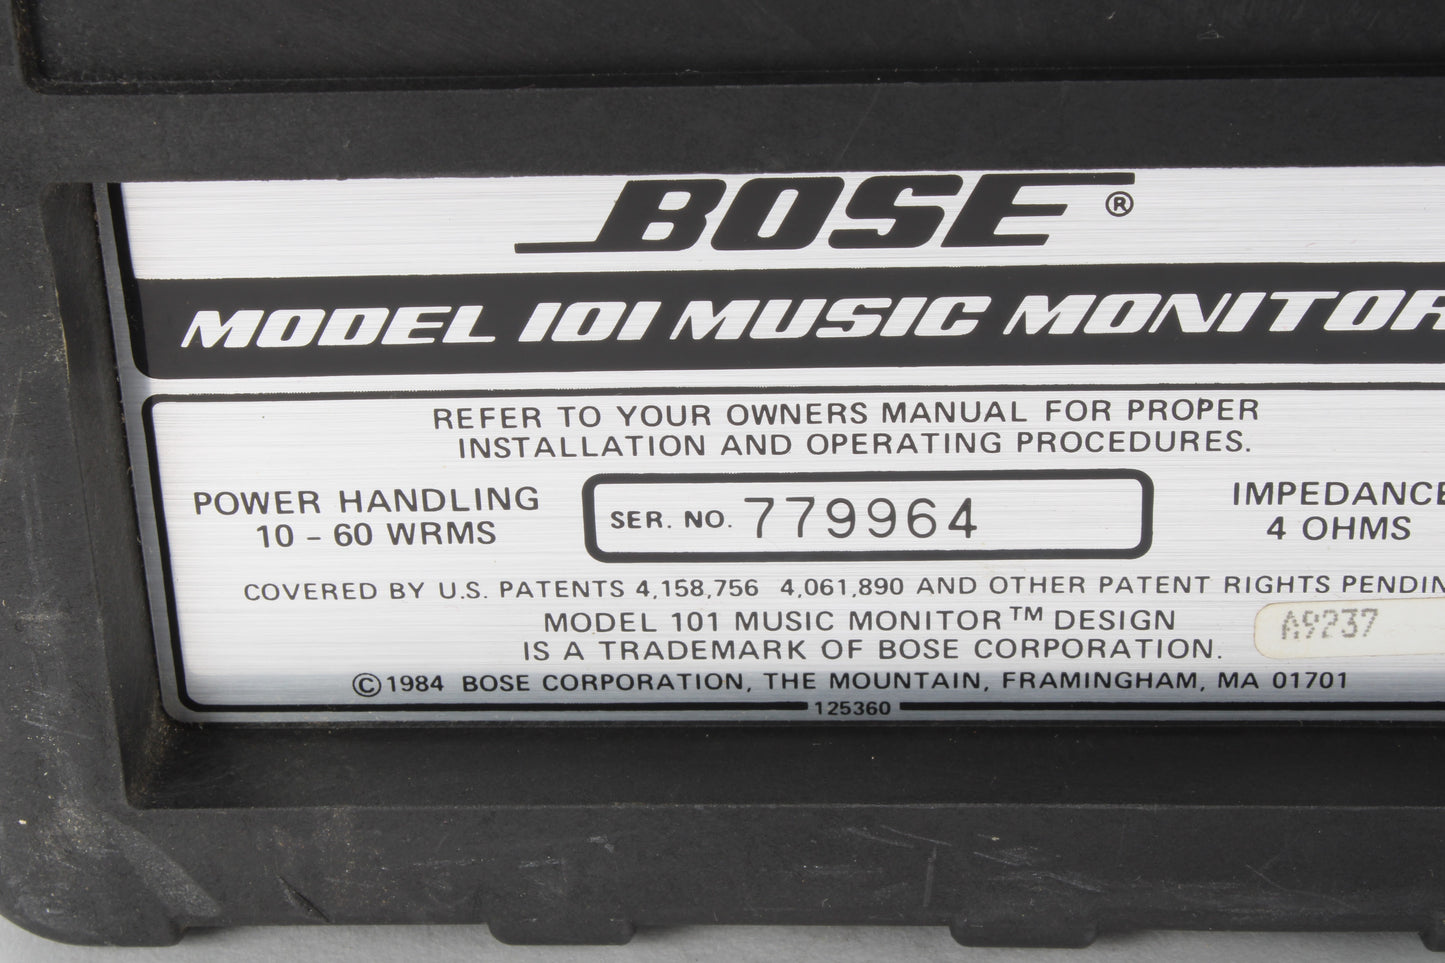 BOSE®
MODEL 101 MUSIC MONITOR
REFER TO YOUR OWNERS MANUAL FOR PROPER
INSTALLATION AND OPERATING PROCEDURES.
POWER HANDLING
10 - 60 WRMS
SER. NO. 779964
IMPEDANCE
4 OHMS
COVERED BY U.S. PATENTS 4,158,756 4,061,890 AND OTHER PATENT RIGHTS PENDIN
MODEL 101 MUSIC MONITOR™ DESIGN
IS A TRADEMARK OF BOSE CORPORATION.
A9237
©1984 BOSE CORPORATION, THE MOUNTAIN, FRAMINGHAM, MA 01701
125360